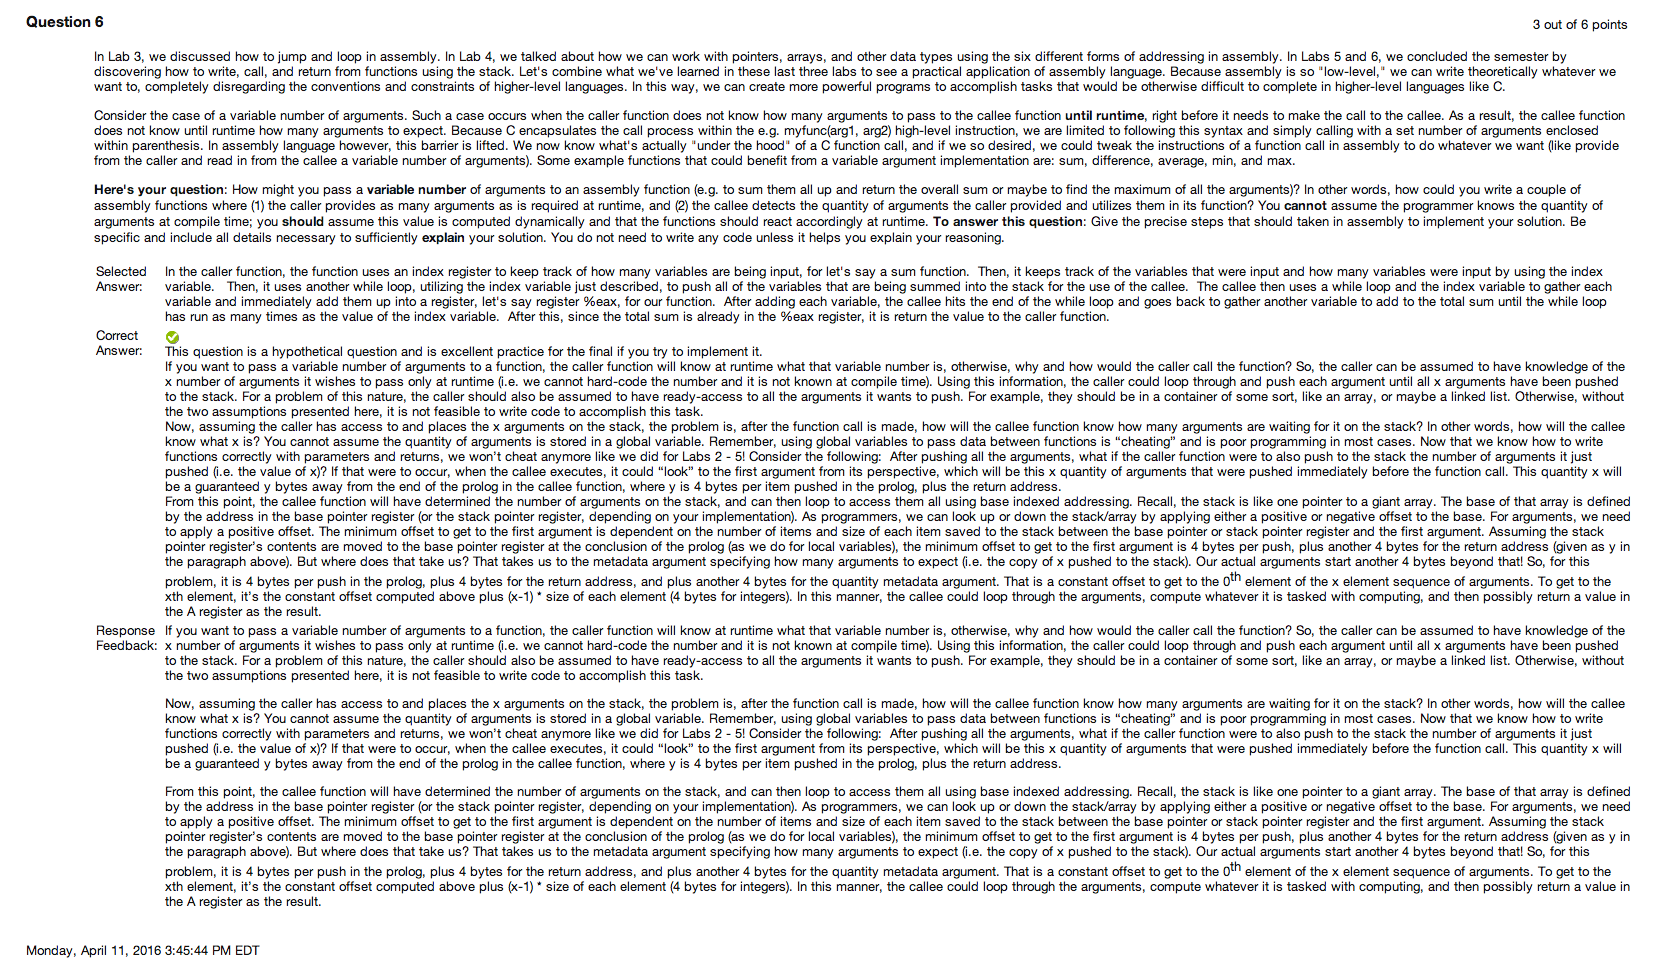 Question 6
3 out of 6 points
In Lab 3, we discussed how to jump and loop in assembly. In Lab 4, we talked about how we can work with pointers, arrays, and other data types using the six different forms of addressing in assembly. In Labs 5 and 6, we concluded the semester by
discovering how to write, call, and return from functions using the stack. Let's combine what we've learned in these last three labs to see a practical application of assembly language. Because assembly is so "low-level," we can write theoretically whatever we
want to, completely disregarding the conventions and constraints of higher-level languages. In this way, we can create more powerful programs to accomplish tasks that would be otherwise difficult to complete in higher-level languages like C.
Consider the case of a variable number of arguments. Such a case occurs when the caller function does not know how many arguments to pass to the callee function until runtime, right before it needs to make the call to the callee. As a result, the callee function
does not know until runtime how many arguments to expect. Because C encapsulates the call process within the e.g. myfunc(arg1, arg2) high-level instruction, we are limited to following this syntax and simply calling with a set number of arguments enclosed
within parenthesis. In assembly language however, this barrier is lifted. We now know what's actually "under the hood" of a C function call, and if we so desired, we could tweak the instructions of a function call in assembly to do whatever we want (like provide
from the caller and read in from the callee a variable number of arguments). Some example functions that could benefit from a variable argument implementation are: sum, difference, average, min, and max.
Here's your question: How might you pass a variable number of arguments to an assembly function (e.g. to sum them all up and return the overall sum or maybe to find the maximum of all the arguments)? In other words, how could you write a couple of
assembly functions where (1) the caller provides as many arguments as is required at runtime, and (2) the callee detects the quantity of arguments the caller provided and utilizes them in its function? You cannot assume the programmer knows the quantity of
arguments at compile time; you should assume this value is computed dynamically and that the functions should react accordingly at runtime. To answer this question: Give the precise steps that should taken in assembly to implement your solution. Be
specific and include all details necessary to sufficiently explain your solution. You do not need to write any code unless it helps you explain your reasoning.
Selected Answer:
In the caller function, the function uses an index register to keep track of how many variables are being input, for let's say a sum function. Then, it keeps track of the variables that were input and how many variables were input by using the index
variable. Then, it uses another while loop, utilizing the index variable just described, to push all of the variables that are being summed into the stack for the use of the callee. The callee then uses a while loop and the index variable to gather each
variable and immediately add them up into a register, let's say register %eax, for our function. After adding each variable, the callee hits the end of the while loop and goes back to gather another variable to add to the total sum until the while loop
has run as many times as the value of the index variable. After this, since the total sum is already in the %eax register, it is return the value to the caller function.
Correct Answer:
This question is a hypothetical question and is excellent practice for the final if you try to implement it.
If you want to pass a variable number of arguments to a function, the caller function will know at runtime what that variable number is, otherwise, why and how would the caller call the function? So, the caller can be assumed to have knowledge of the
x number of arguments it wishes to pass only at runtime (i.e. we cannot hard-code the number and it is not known at compile time). Using this information, the caller could loop through and push each argument until all x arguments have been pushed
to the stack. For a problem of this nature, the caller should also be assumed to have ready-access to all the arguments it wants to push. For example, they should be in a container of some sort, like an array, or maybe a linked list. Otherwise, without
the two assumptions presented here, it is not feasible to write code to accomplish this task.
Now, assuming the caller has access to and places the x arguments on the stack, the problem is, after the function call is made, how will the callee function know how many arguments are waiting for it on the stack? In other words, how will the callee
know what x is? You cannot assume the quantity of arguments is stored in a global variable. Remember, using global variables to pass data between functions is “cheating” and is poor programming in most cases. Now that we know how to write
functions correctly with parameters and returns, we won’t cheat anymore like we did for Labs 2 - 5! Consider the following: After pushing all the arguments, what if the caller function were to also push to the stack the number of arguments it just
pushed (i.e. the value of x)? If that were to occur, when the callee executes, it could “look” to the first argument from its perspective, which will be this x quantity of arguments that were pushed immediately before the function call. This quantity x will
be a guaranteed y bytes away from the end of the prolog in the callee function, where y is 4 bytes per item pushed in the prolog, plus the return address.
From this point, the callee function will have determined the number of arguments on the stack, and can then loop to access them all using base indexed addressing. Recall, the stack is like one pointer to a giant array. The base of that array is defined
by the address in the base pointer register (or the stack pointer register, depending on your implementation). As programmers, we can look up or down the stack/array by applying either a positive or negative offset to the base. For arguments, we need
to apply a positive offset. The minimum offset to get to the first argument is dependent on the number of items and size of each item saved to the stack between the base pointer or stack pointer register and the first argument. Assuming the stack
pointer register’s contents are moved to the base pointer register at the conclusion of the prolog (as we do for local variables), the minimum offset to get to the first argument is 4 bytes per push, plus another 4 bytes for the return address (given as y in
the paragraph above). But where does that take us? That takes us to the metadata argument specifying how many arguments to expect (i.e. the copy of x pushed to the stack). Our actual arguments start another 4 bytes beyond that! So, for this
problem, it is 4 bytes per push in the prolog, plus 4 bytes for the return address, and plus another 4 bytes for the quantity metadata argument. That is a constant offset to get to the 0th element of the x element sequence of arguments. To get to the
xth element, it’s the constant offset computed above plus (x-1) * size of each element (4 bytes for integers). In this manner, the callee could loop through the arguments, compute whatever it is tasked with computing, and then possibly return a value in
the A register as the result.
Response Feedback:
If you want to pass a variable number of arguments to a function, the caller function will know at runtime what that variable number is, otherwise, why and how would the caller call the function? So, the caller can be assumed to have knowledge of the
x number of arguments it wishes to pass only at runtime (i.e. we cannot hard-code the number and it is not known at compile time). Using this information, the caller could loop through and push each argument until all x arguments have been pushed
to the stack. For a problem of this nature, the caller should also be assumed to have ready-access to all the arguments it wants to push. For example, they should be in a container of some sort, like an array, or maybe a linked list. Otherwise, without
the two assumptions presented here, it is not feasible to write code to accomplish this task.
Now, assuming the caller has access to and places the x arguments on the stack, the problem is, after the function call is made, how will the callee function know how many arguments are waiting for it on the stack? In other words, how will the callee
know what x is? You cannot assume the quantity of arguments is stored in a global variable. Remember, using global variables to pass data between functions is “cheating” and is poor programming in most cases. Now that we know how to write
functions correctly with parameters and returns, we won’t cheat anymore like we did for Labs 2 - 5! Consider the following: After pushing all the arguments, what if the caller function were to also push to the stack the number of arguments it just
pushed (i.e. the value of x)? If that were to occur, when the callee executes, it could “look” to the first argument from its perspective, which will be this x quantity of arguments that were pushed immediately before the function call. This quantity x will
be a guaranteed y bytes away from the end of the prolog in the callee function, where y is 4 bytes per item pushed in the prolog, plus the return address.
From this point, the callee function will have determined the number of arguments on the stack, and can then loop to access them all using base indexed addressing. Recall, the stack is like one pointer to a giant array. The base of that array is defined
by the address in the base pointer register (or the stack pointer register, depending on your implementation). As programmers, we can look up or down the stack/array by applying either a positive or negative offset to the base. For arguments, we need
to apply a positive offset. The minimum offset to get to the first argument is dependent on the number of items and size of each item saved to the stack between the base pointer or stack pointer register and the first argument. Assuming the stack
pointer register’s contents are moved to the base pointer register at the conclusion of the prolog (as we do for local variables), the minimum offset to get to the first argument is 4 bytes per push, plus another 4 bytes for the return address (given as y in
the paragraph above). But where does that take us? That takes us to the metadata argument specifying how many arguments to expect (i.e. the copy of x pushed to the stack). Our actual arguments start another 4 bytes beyond that! So, for this
problem, it is 4 bytes per push in the prolog, plus 4 bytes for the return address, and plus another 4 bytes for the quantity metadata argument. That is a constant offset to get to the 0th element of the x element sequence of arguments. To get to the
xth element, it’s the constant offset computed above plus (x-1) * size of each element (4 bytes for integers). In this manner, the callee could loop through the arguments, compute whatever it is tasked with computing, and then possibly return a value in
the A register as the result.
Monday, April 11, 2016 3:45:44 PM EDT